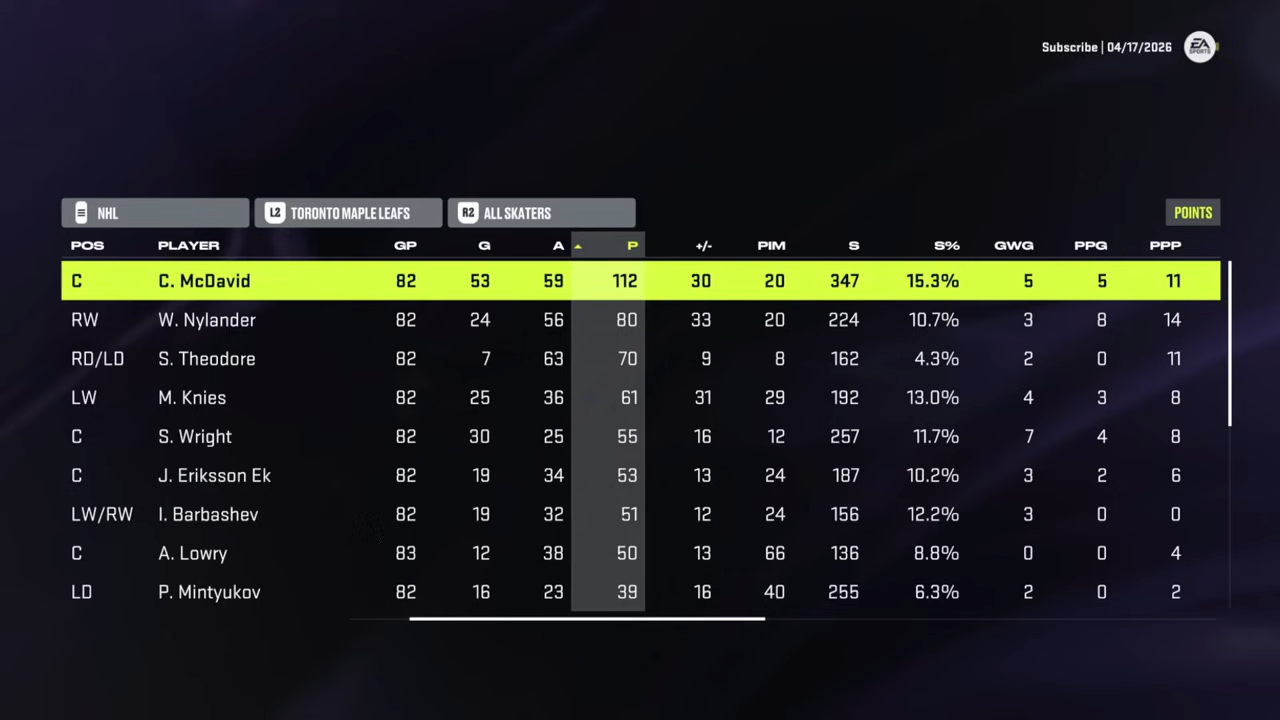 Subscribe | 04/17/2026 EA SPORTS
NHL L2 TORONTO MAPLE LEAFS R2 ALL SKATERS POINTS
POS PLAYER GP G A P +/- PIM S S% GWG PPG PPP
C C. McDavid 82 53 59 112 30 20 347 15.3% 5 5 11
RW W. Nylander 82 24 56 80 33 20 224 10.7% 3 8 14
RD/LD S. Theodore 82 7 63 70 9 8 162 4.3% 2 0 11
LW M. Knies 82 25 36 61 31 29 192 13.0% 4 3 8
C S. Wright 82 30 25 55 16 12 257 11.7% 7 4 8
C J. Eriksson Ek 82 19 34 53 13 24 187 10.2% 3 2 6
LW/RW I. Barbashev 82 19 32 51 12 24 156 12.2% 3 0 0
C A. Lowry 83 12 38 50 13 66 136 8.8% 0 0 4
LD P. Mintyukov 82 16 23 39 16 40 255 6.3% 2 0 2